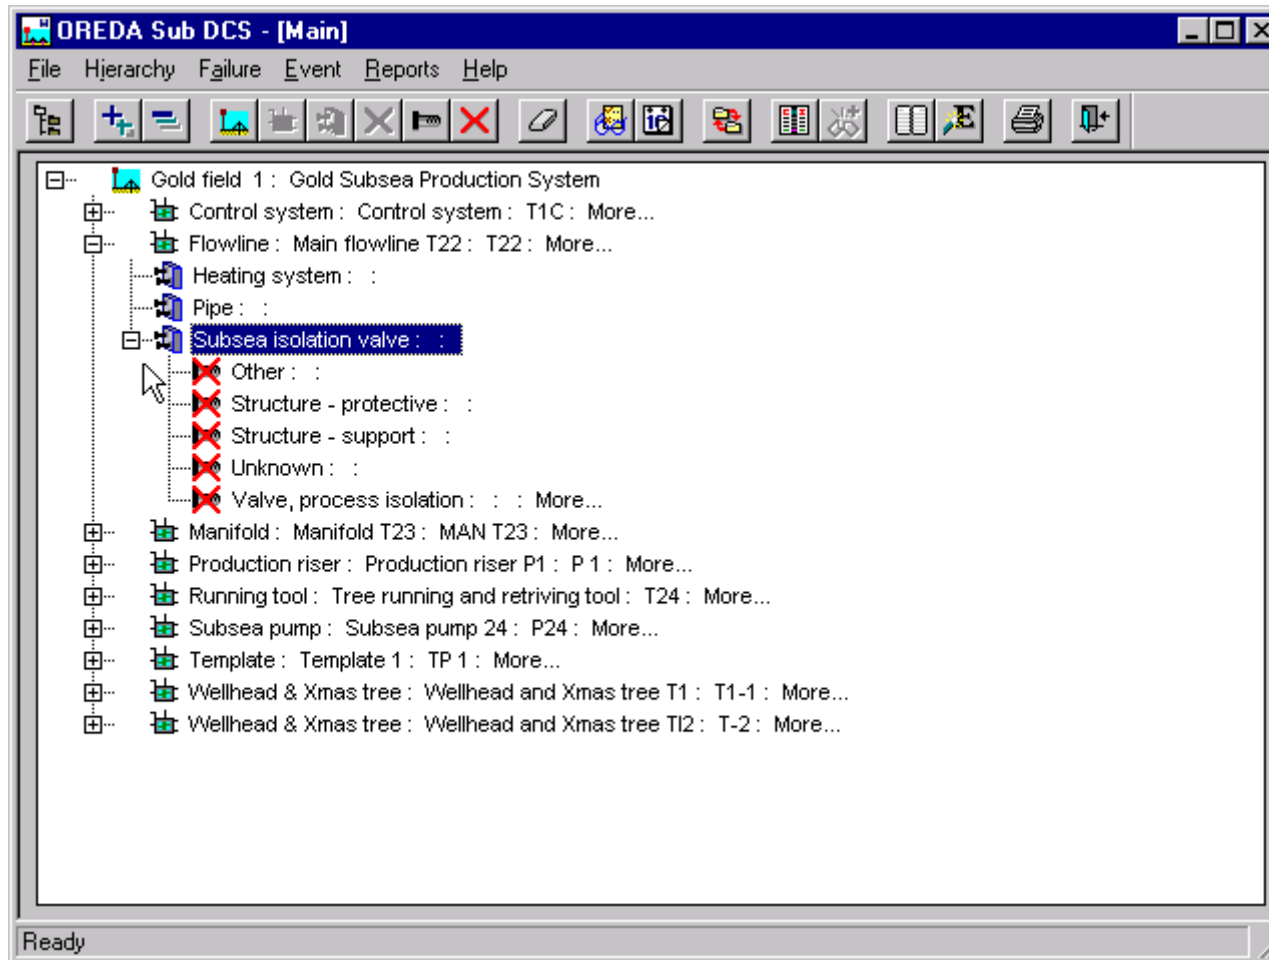 OREDA Sub DCS - [Main]
File Hierarchy Failure Event Reports Help
Gold field 1 : Gold Subsea Production System
Control system : Control system : T1C : More...
Flowline : Main flowline T22 : T22 : More...
Heating system : :
Pipe : :
Subsea isolation valve : :
Other : :
Structure - protective : :
Structure - support : :
Unknown : :
Valve, process isolation : : : More...
Manifold : Manifold T23 : MAN T23 : More...
Production riser : Production riser P1 : P 1 : More...
Running tool : Tree running and retriving tool : T24 : More...
Subsea pump : Subsea pump 24 : P24 : More...
Template : Template 1 : TP 1 : More...
Wellhead & Xmas tree : Wellhead and Xmas tree T1 : T1-1 : More...
Wellhead & Xmas tree : Wellhead and Xmas tree TI2 : T-2 : More...
Ready